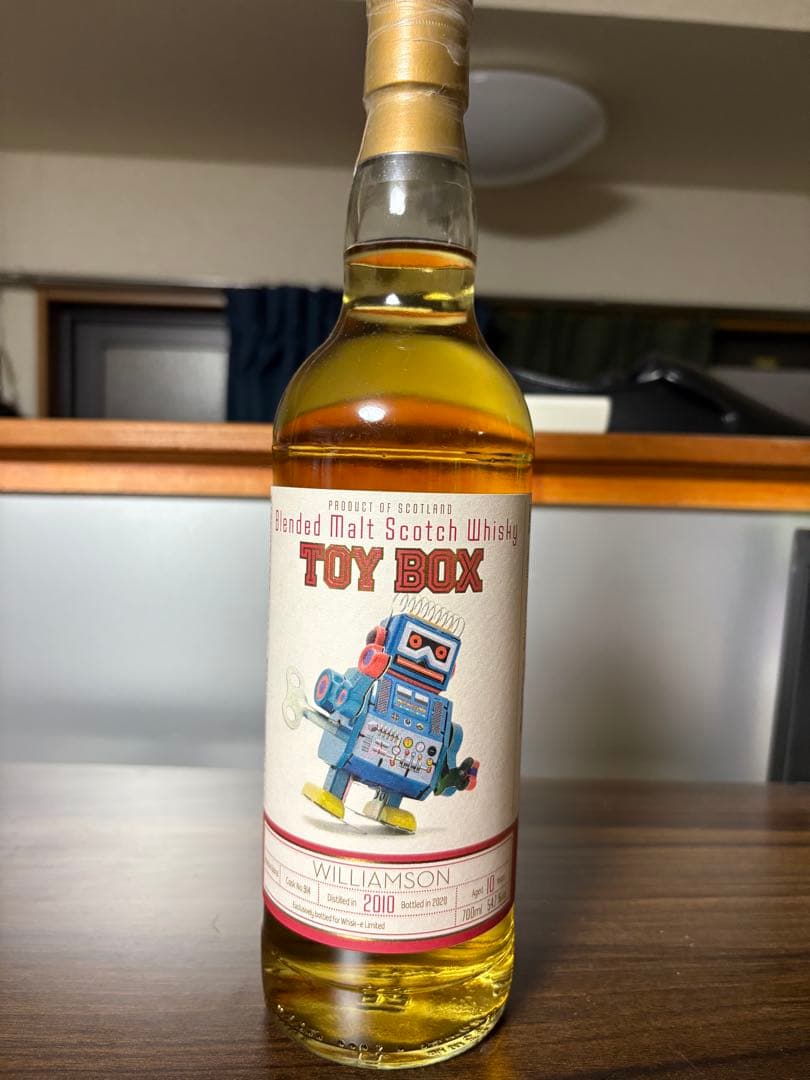 PRODUCT OF SCOTLAND
Blended Malt Scotch Whisky
TOY BOX
WILLIAMSON
Cask No 914
Distilled in 2010 Bottled in 2020
Aged 10 Years
700ml
Exclusively bottled for Whisk-e Limited